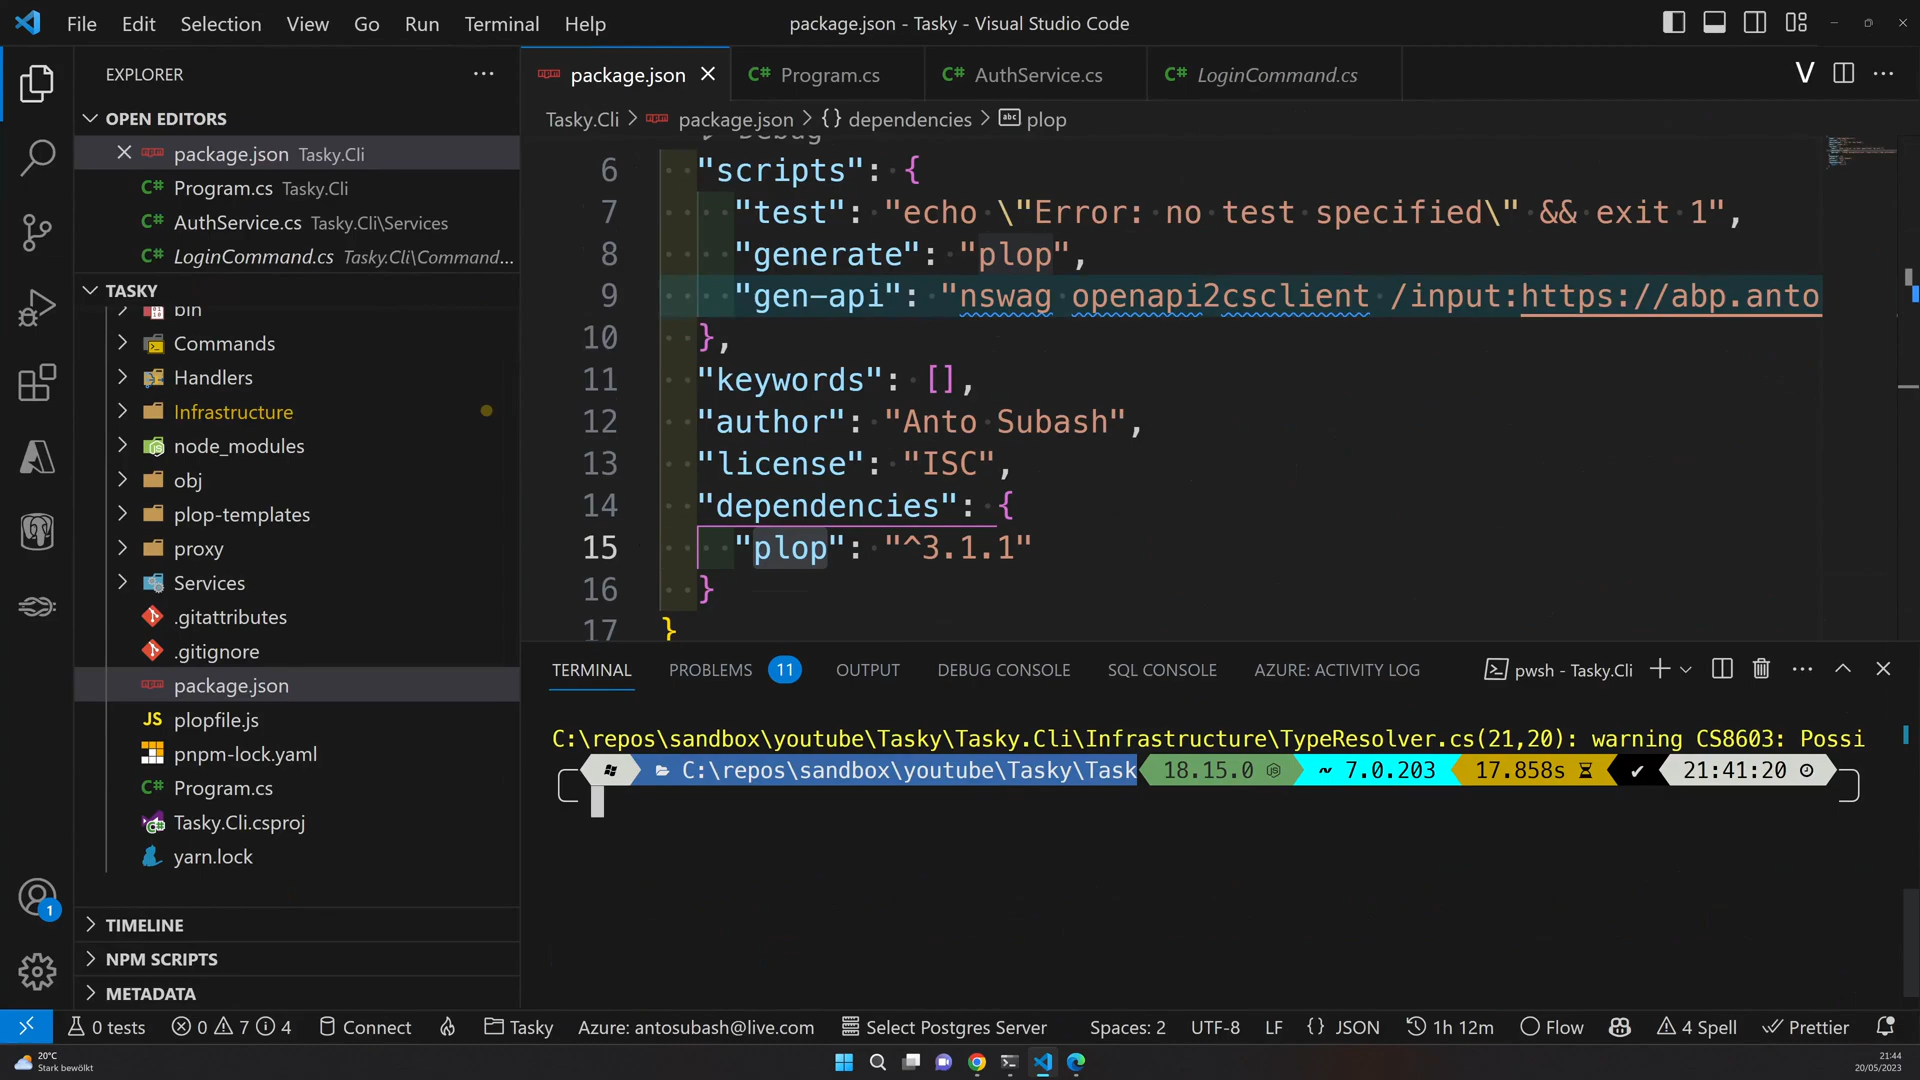 File Edit Selection View Go Run Terminal Help
package.json - Tasky - Visual Studio Code
EXPLORER
OPEN EDITORS
package.json Tasky.Cli
Program.cs Tasky.Cli
AuthService.cs Tasky.Cli\Services
LoginCommand.cs Tasky.Cli\Command...
TASKY
bin
Commands
Handlers
Infrastructure
node_modules
obj
plop-templates
proxy
Services
.gitattributes
.gitignore
package.json
JS plopfile.js
pnpm-lock.yaml
Program.cs
Tasky.Cli.csproj
yarn.lock
TIMELINE
NPM SCRIPTS
METADATA
1
package.json
C# Program.cs
C# AuthService.cs
C# LoginCommand.cs
V
Tasky.Cli > package.json > {} dependencies > abc plop
Debug
6 "scripts": {
7 "test": "echo \"Error: no test specified\" && exit 1",
8 "generate": "plop",
9 "gen-api": "nswag openapi2csclient /input:https://abp.anto
10 },
11 "keywords": [],
12 "author": "Anto Subash",
13 "license": "ISC",
14 "dependencies": {
15 "plop": "^3.1.1"
16 }
17 }
TERMINAL PROBLEMS 11 OUTPUT DEBUG CONSOLE SQL CONSOLE AZURE: ACTIVITY LOG pwsh - Tasky.Cli
C:\repos\sandbox\youtube\Tasky\Tasky.Cli\Infrastructure\TypeResolver.cs(21,20): warning CS8603: Possi
C:\repos\sandbox\youtube\Tasky\Task 18.15.0 ~ 7.0.203 17.858s 21:41:20
0 tests 0 7 4 Connect Tasky Azure: antosubash@live.com Select Postgres Server Spaces: 2 UTF-8 LF {} JSON 1h 12m Flow 4 Spell Prettier
20°C
Stark bewölkt
21:44
20/05/2023